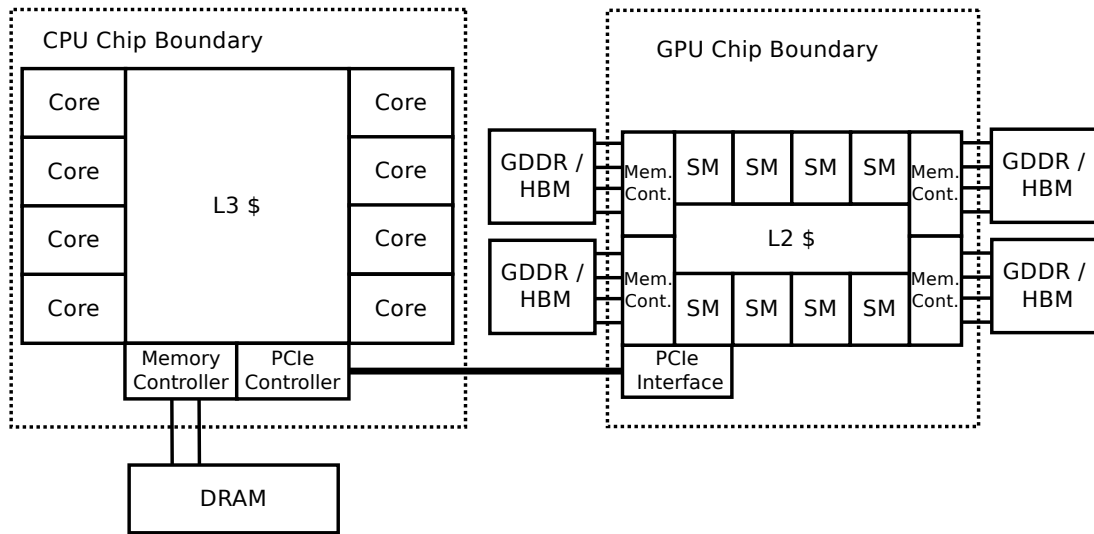 CPU Chip Boundary
Core
Core
Core
Core
L3 $
Core
Core
Core
Core
Memory
Controller
PCIe
Controller
DRAM
GPU Chip Boundary
GDDR /
HBM
GDDR /
HBM
Mem.
Cont.
Mem.
Cont.
SM
SM
SM
SM
L2 $
SM
SM
SM
SM
Mem.
Cont.
Mem.
Cont.
GDDR /
HBM
GDDR /
HBM
PCIe
Interface